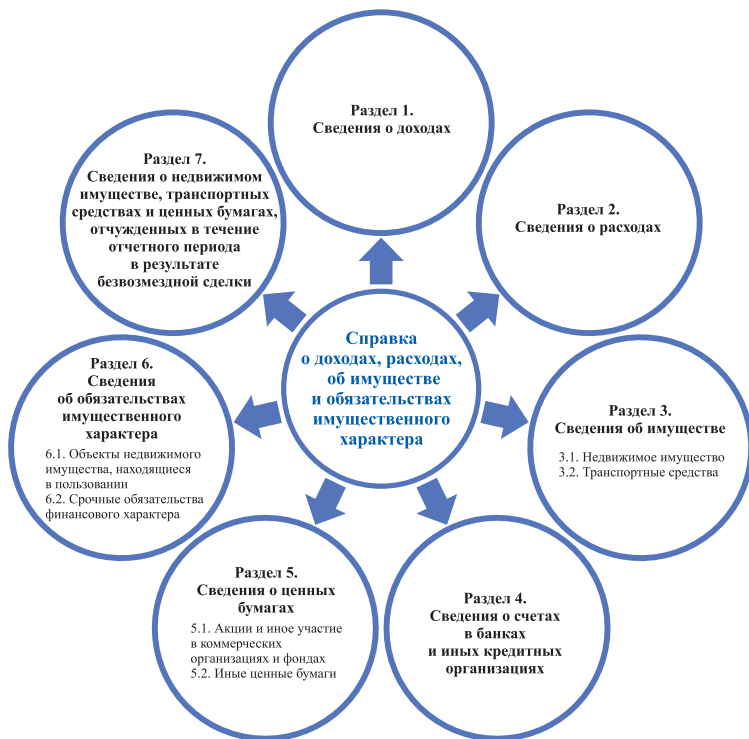 Раздел 1.
Сведения о доходах
Раздел 2.
Сведения о расходах
Раздел 3.
Сведения об имуществе
3.1. Недвижимое имущество
3.2. Транспортные средства
Раздел 4.
Сведения о счетах
в банках
и иных кредитных
организациях
Раздел 5.
Сведения о ценных
бумагах
5.1. Акции и иное участие
в коммерческих
организациях и фондах
5.2. Иные ценные бумаги
Раздел 6.
Сведения
об обязательствах
имущественного
характера
6.1. Объекты недвижимого
имущества, находящиеся
в пользовании
6.2. Срочные обязательства
финансового характера
Раздел 7.
Сведения о недвижимом
имуществе, транспортных
средствах и ценных бумагах,
отчужденных в течение
отчетного периода
в результате
безвозмездной сделки
Справка
о доходах, расходах,
об имуществе
и обязательствах
имущественного
характера